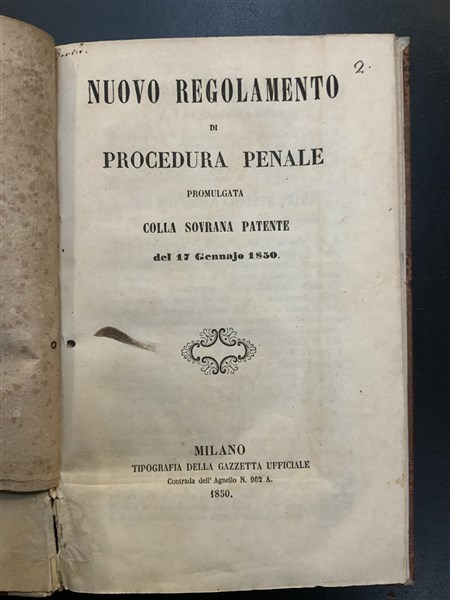 2.
NUOVO REGOLAMENTO
DI
PROCEDURA PENALE
PROMULGATA
COLLA SOVRANA PATENTE
del 17 Gennajo 1850.
MILANO
TIPOGRAFIA DELLA GAZZETTA UFFICIALE
Contrada dell' Agnello N. 962 A.
1850.